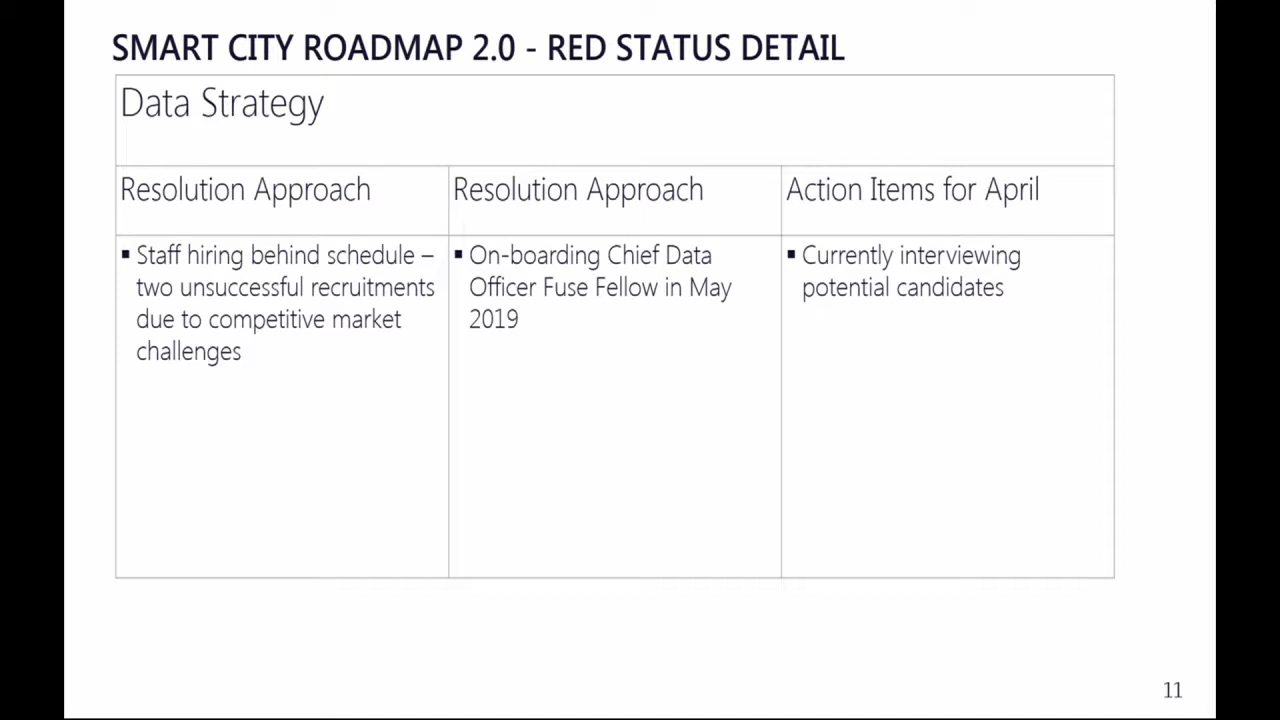 SMART CITY ROADMAP 2.0 - RED STATUS DETAIL
Data Strategy
Resolution Approach
Resolution Approach
Action Items for April
▪ Staff hiring behind schedule –
two unsuccessful recruitments
due to competitive market
challenges
▪ On-boarding Chief Data
Officer Fuse Fellow in May
2019
▪ Currently interviewing
potential candidates
11